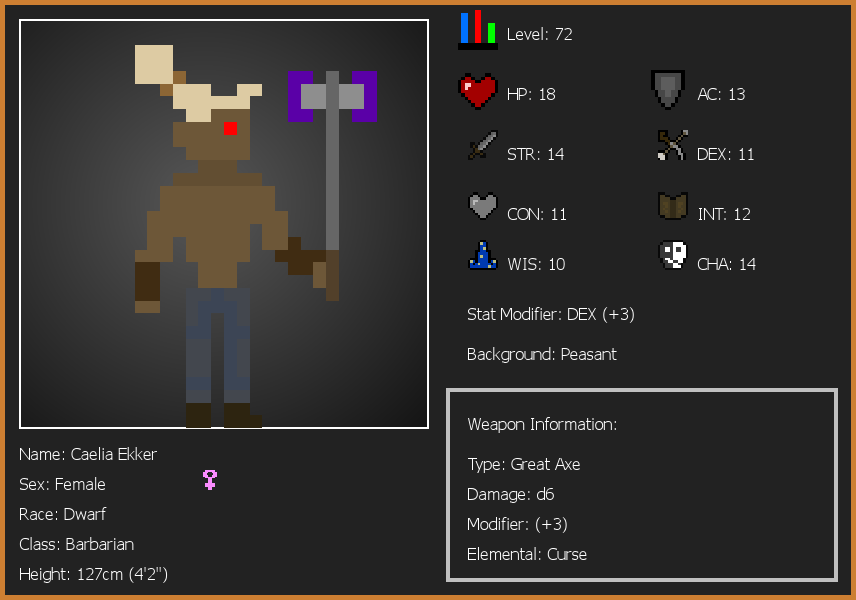 Level: 72
HP: 18
AC: 13
STR: 14
DEX: 11
CON: 11
INT: 12
WIS: 10
CHA: 14
Stat Modifier: DEX (+3)
Background: Peasant
Weapon Information:
Type: Great Axe
Damage: d6
Modifier: (+3)
Elemental: Curse
Name: Caelia Ekker
Sex: Female
Race: Dwarf
Class: Barbarian
Height: 127cm (4'2")